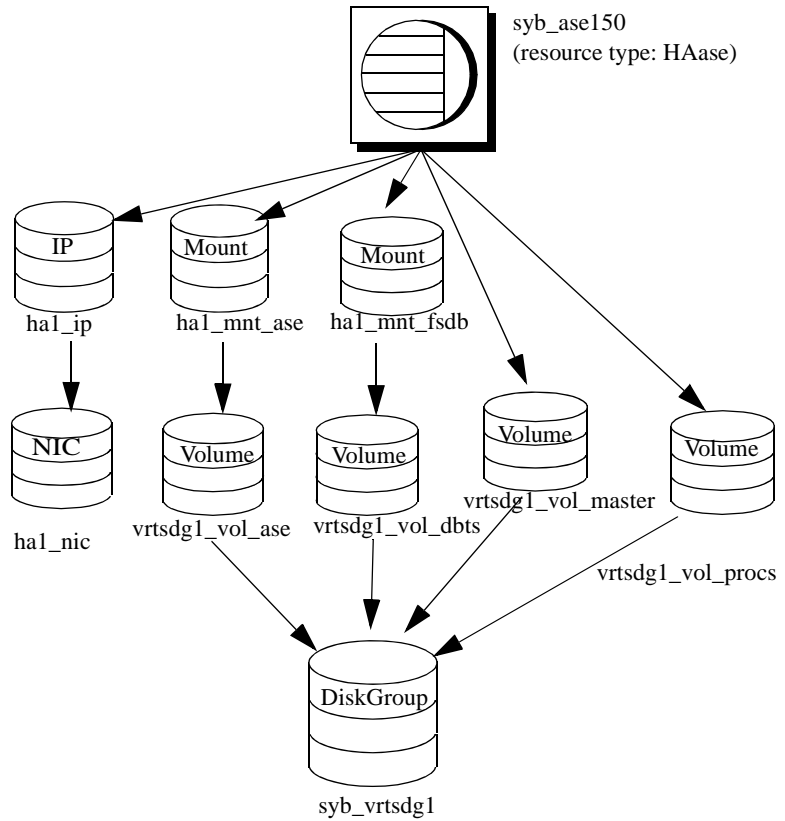 syb_ase150
(resource type: HAase)
IP
Mount
Mount
ha1_ip
ha1_mnt_ase
ha1_mnt_fsdb
NIC
Volume
Volume
Volume
Volume
ha1_nic
vrtsdg1_vol_ase
vrtsdg1_vol_dbts
vrtsdg1_vol_master
vrtsdg1_vol_procs
DiskGroup
syb_vrtsdg1